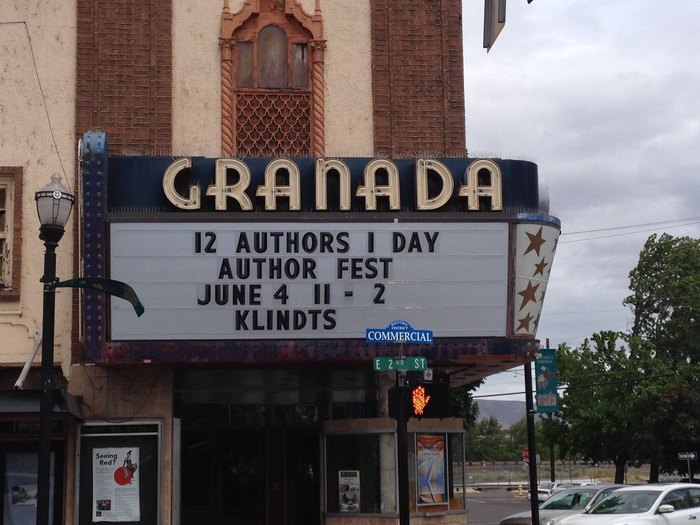 GRANADA
12 AUTHORS 1 DAY
AUTHOR FEST
JUNE 4 11 - 2
KLINDTS
COMMERCIAL
E 2ND ST
Seeing
Red?